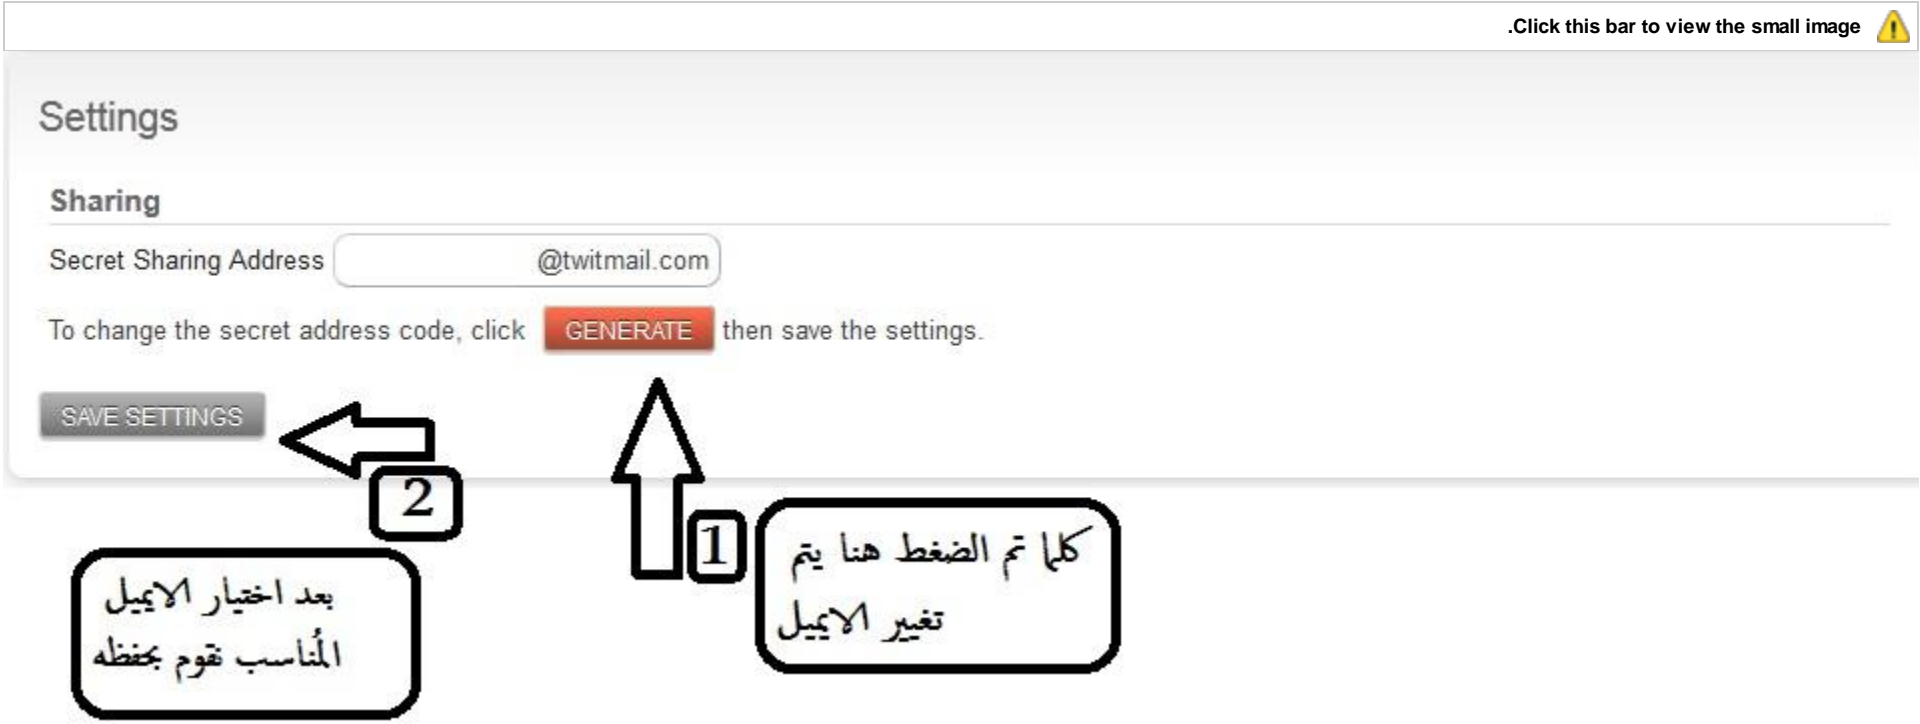 .Click this bar to view the small image
Settings
Sharing
Secret Sharing Address @twitmail.com
To change the secret address code, click GENERATE then save the settings.
SAVE SETTINGS
2
1
كلما تم الضغط هنا يتم
تغيير الايميل
بعد اختيار الايميل
المُناسب نقوم بحفظه